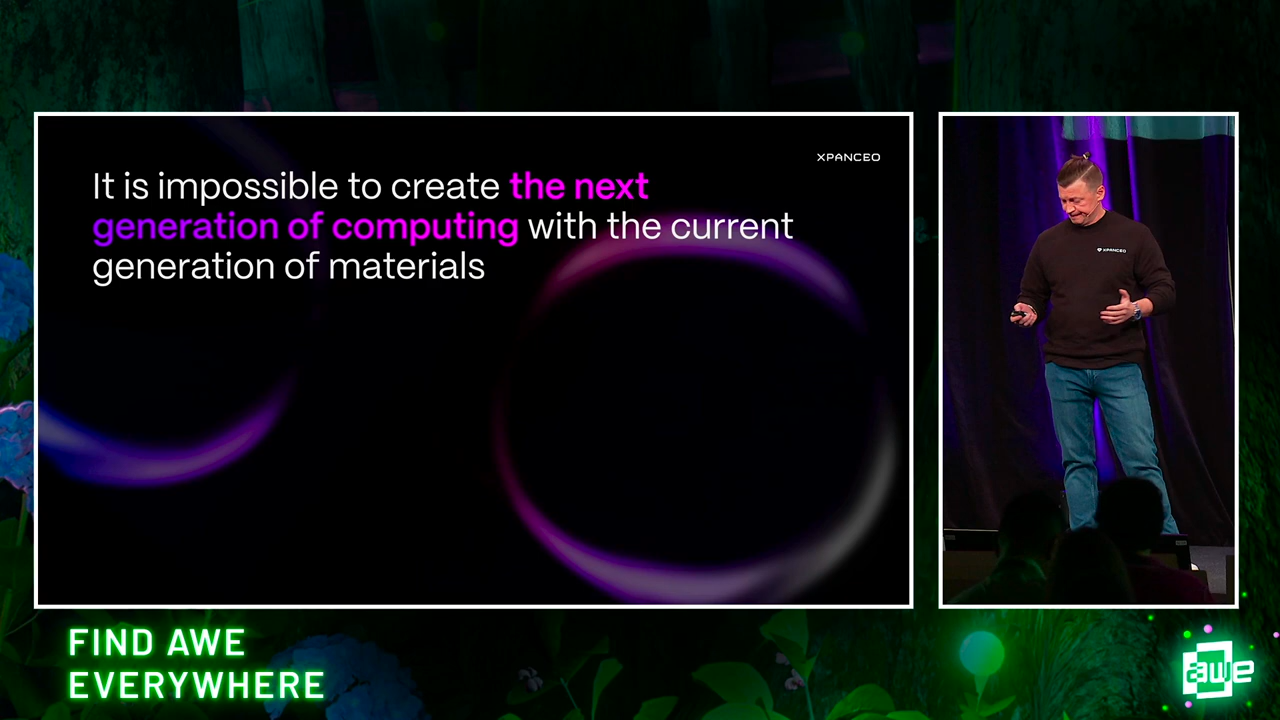 XPANCEO
It is impossible to create the next
generation of computing with the current
generation of materials
XPANCEO
FIND AWE
EVERYWHERE
awe